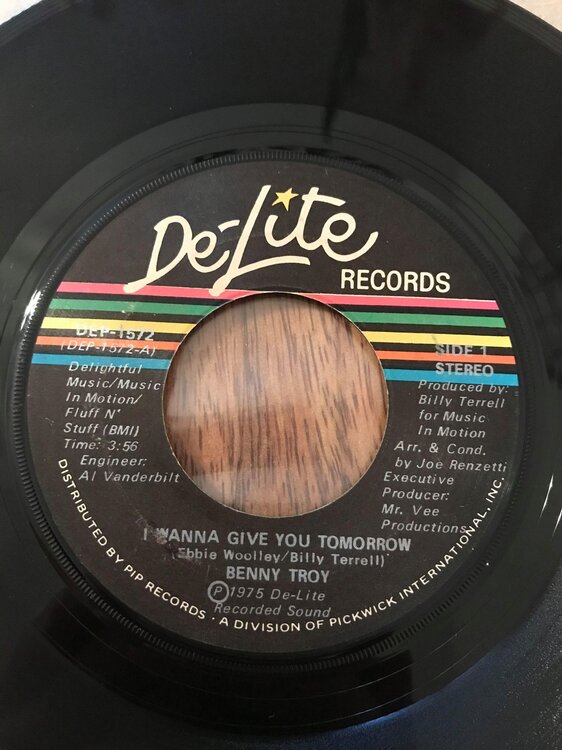 De-Lite
RECORDS
DEP-1572
(DEP-1572-A)
Delightful
Music/Music
In Motion/
Fluff N'
Stuff (BMI)
Time: 3:56
Engineer:
Al Vanderbilt
SIDE 1
STEREO
Produced by:
Billy Terrell
for Music
In Motion
Arr. & Cond.
by Joe Renzetti
Executive
Producer:
Mr. Vee
Productions
I WANNA GIVE YOU TOMORROW
(Ebbie Woolley/Billy Terrell)
BENNY TROY
Ⓟ1975 De-Lite
Recorded Sound
DISTRIBUTED BY PIP RECORDS · A DIVISION OF PICKWICK INTERNATIONAL, INC.